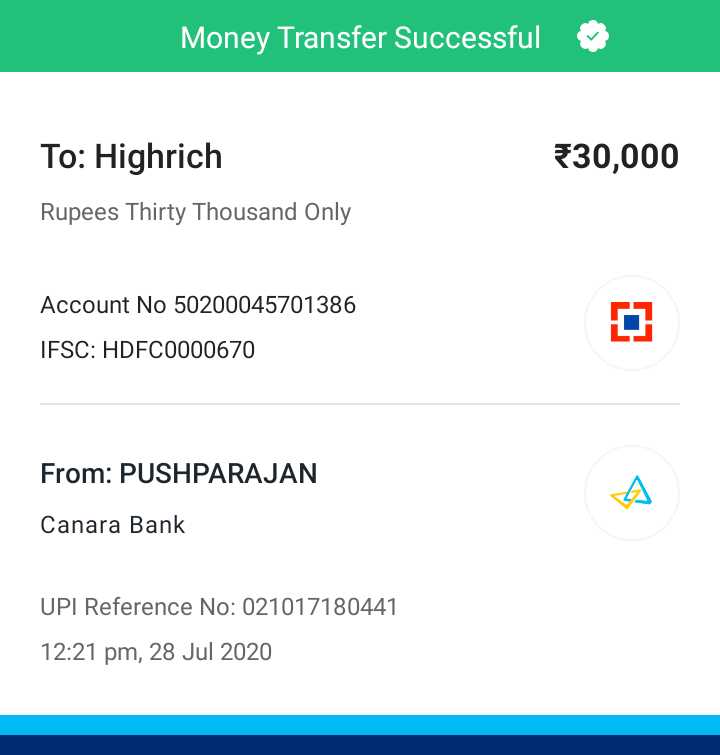 Money Transfer Successful
To: Highrich ₹30,000
Rupees Thirty Thousand Only
Account No 50200045701386
IFSC: HDFC0000670
From: PUSHPARAJAN
Canara Bank
UPI Reference No: 021017180441
12:21 pm, 28 Jul 2020